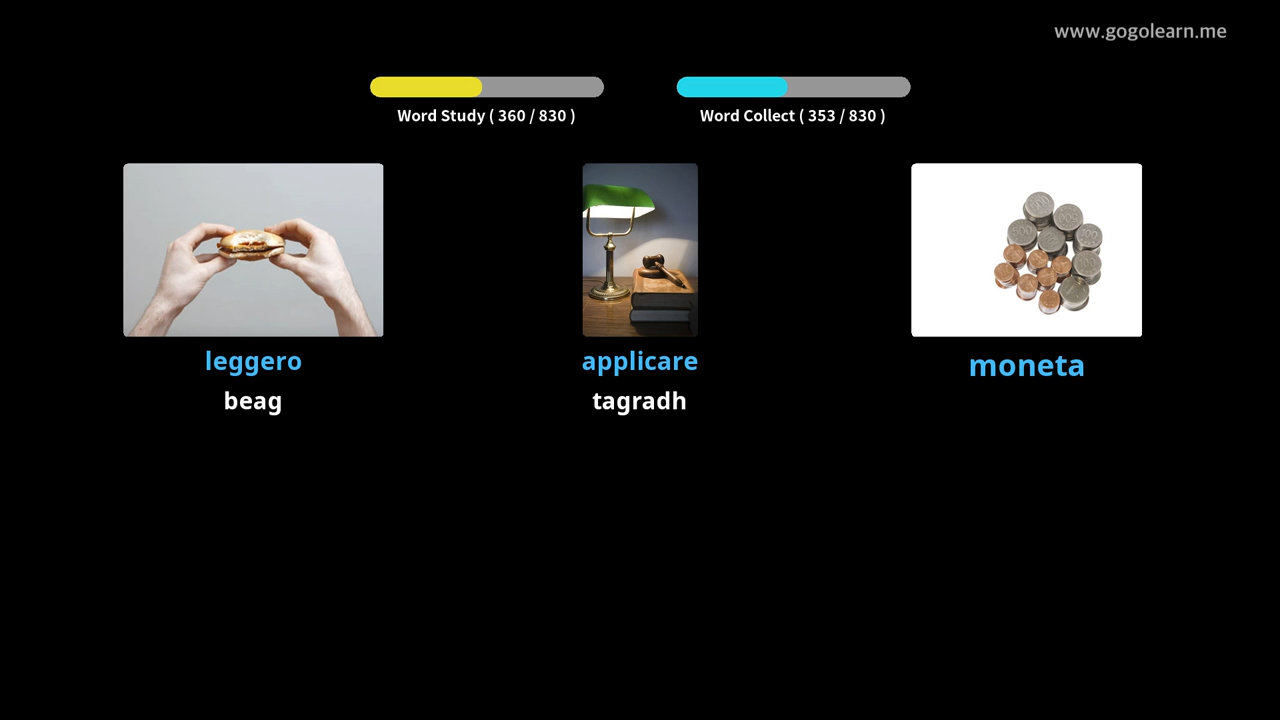 www.gogolearn.me
Word Study ( 360 / 830 )
Word Collect ( 353 / 830 )
leggero
applicare
moneta
beag
tagradh